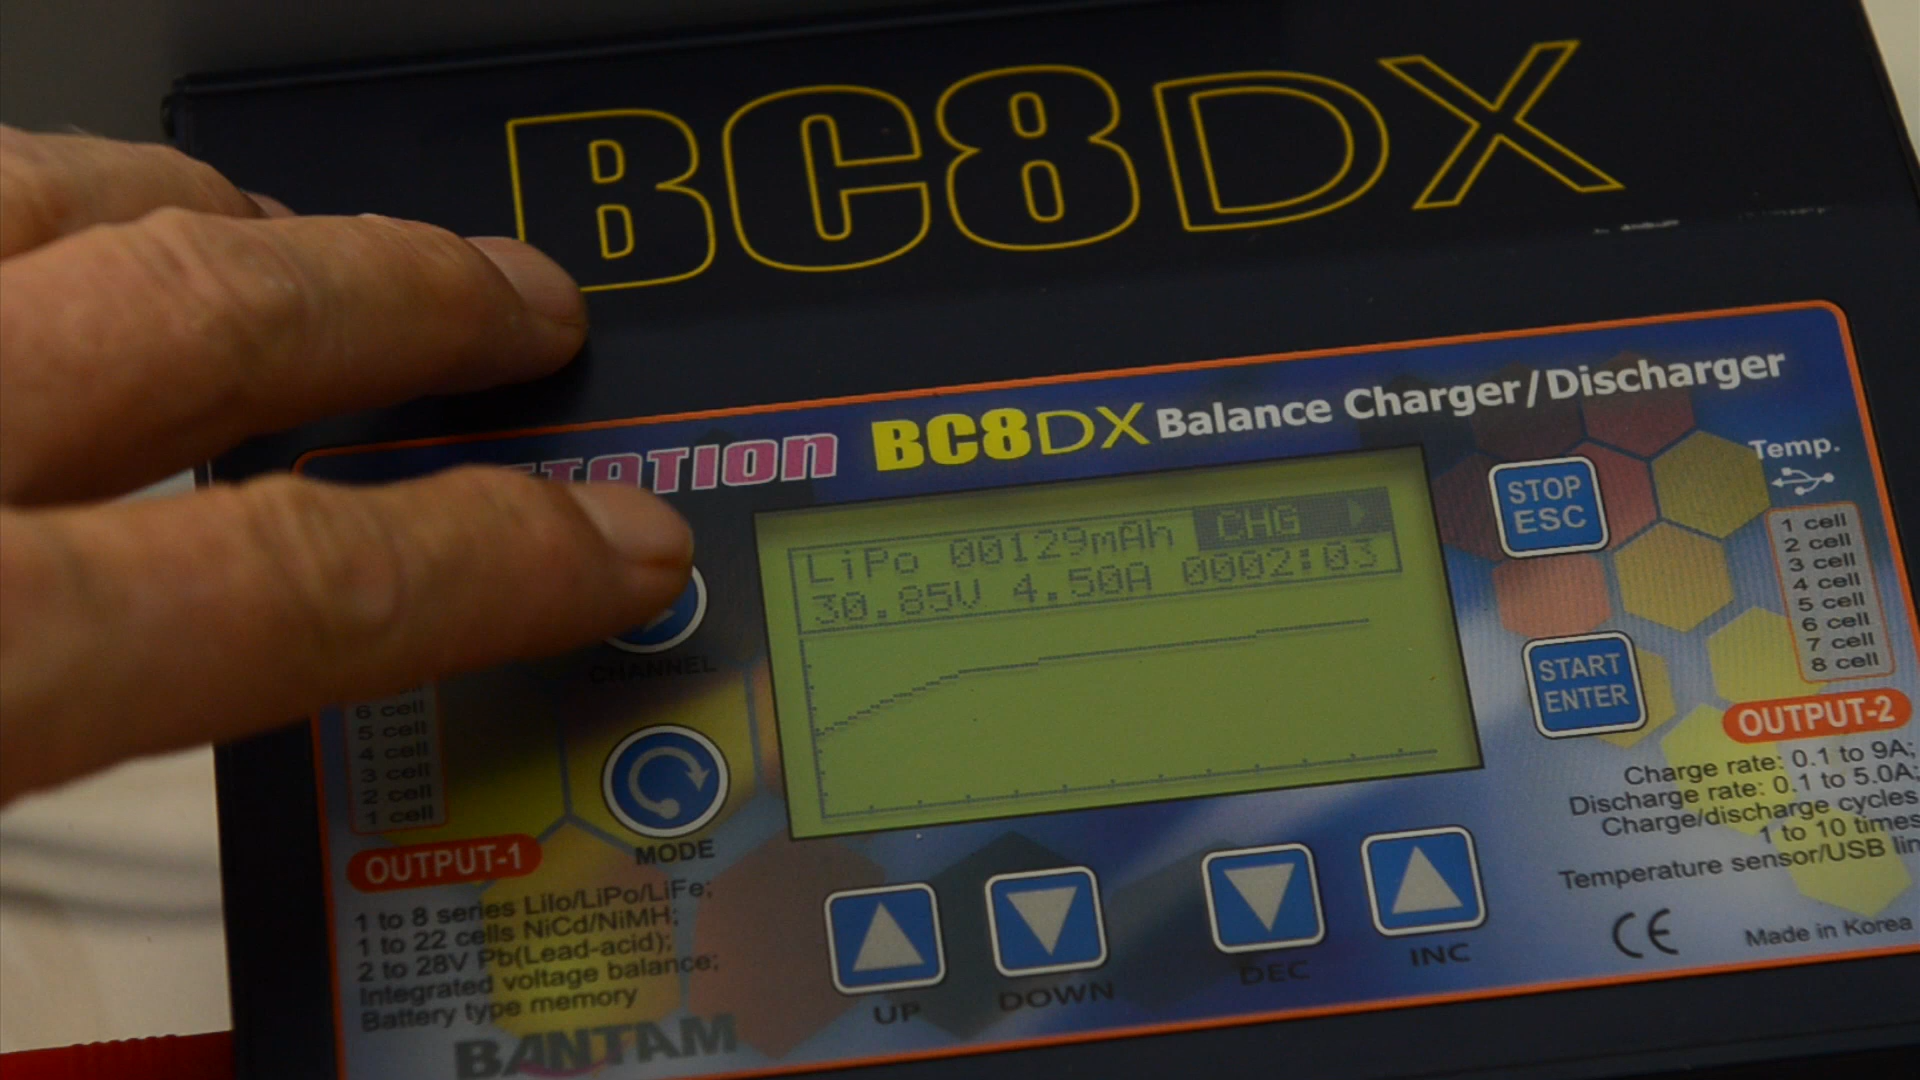 BC8DX
STATION BC8DX Balance Charger/Discharger
LiPo 00129mAh CHG
30.85V 4.50A 0002:03
STOP
ESC
START
ENTER
Temp.
1 cell
2 cell
3 cell
4 cell
5 cell
6 cell
7 cell
8 cell
OUTPUT-2
Charge rate: 0.1 to 9A;
Discharge rate: 0.1 to 5.0A;
Charge/discharge cycles
1 to 10 times
Temperature sensor/USB
CE
Made in Korea
CHANNEL
MODE
6 cell
5 cell
4 cell
3 cell
2 cell
1 cell
OUTPUT-1
1 to 8 series LiIo/LiPo/LiFe;
1 to 22 cells NiCd/NiMH;
2 to 28V Pb(Lead-acid);
Integrated voltage balance;
Battery type memory
BANTAM
UP
DOWN
DEC
INC